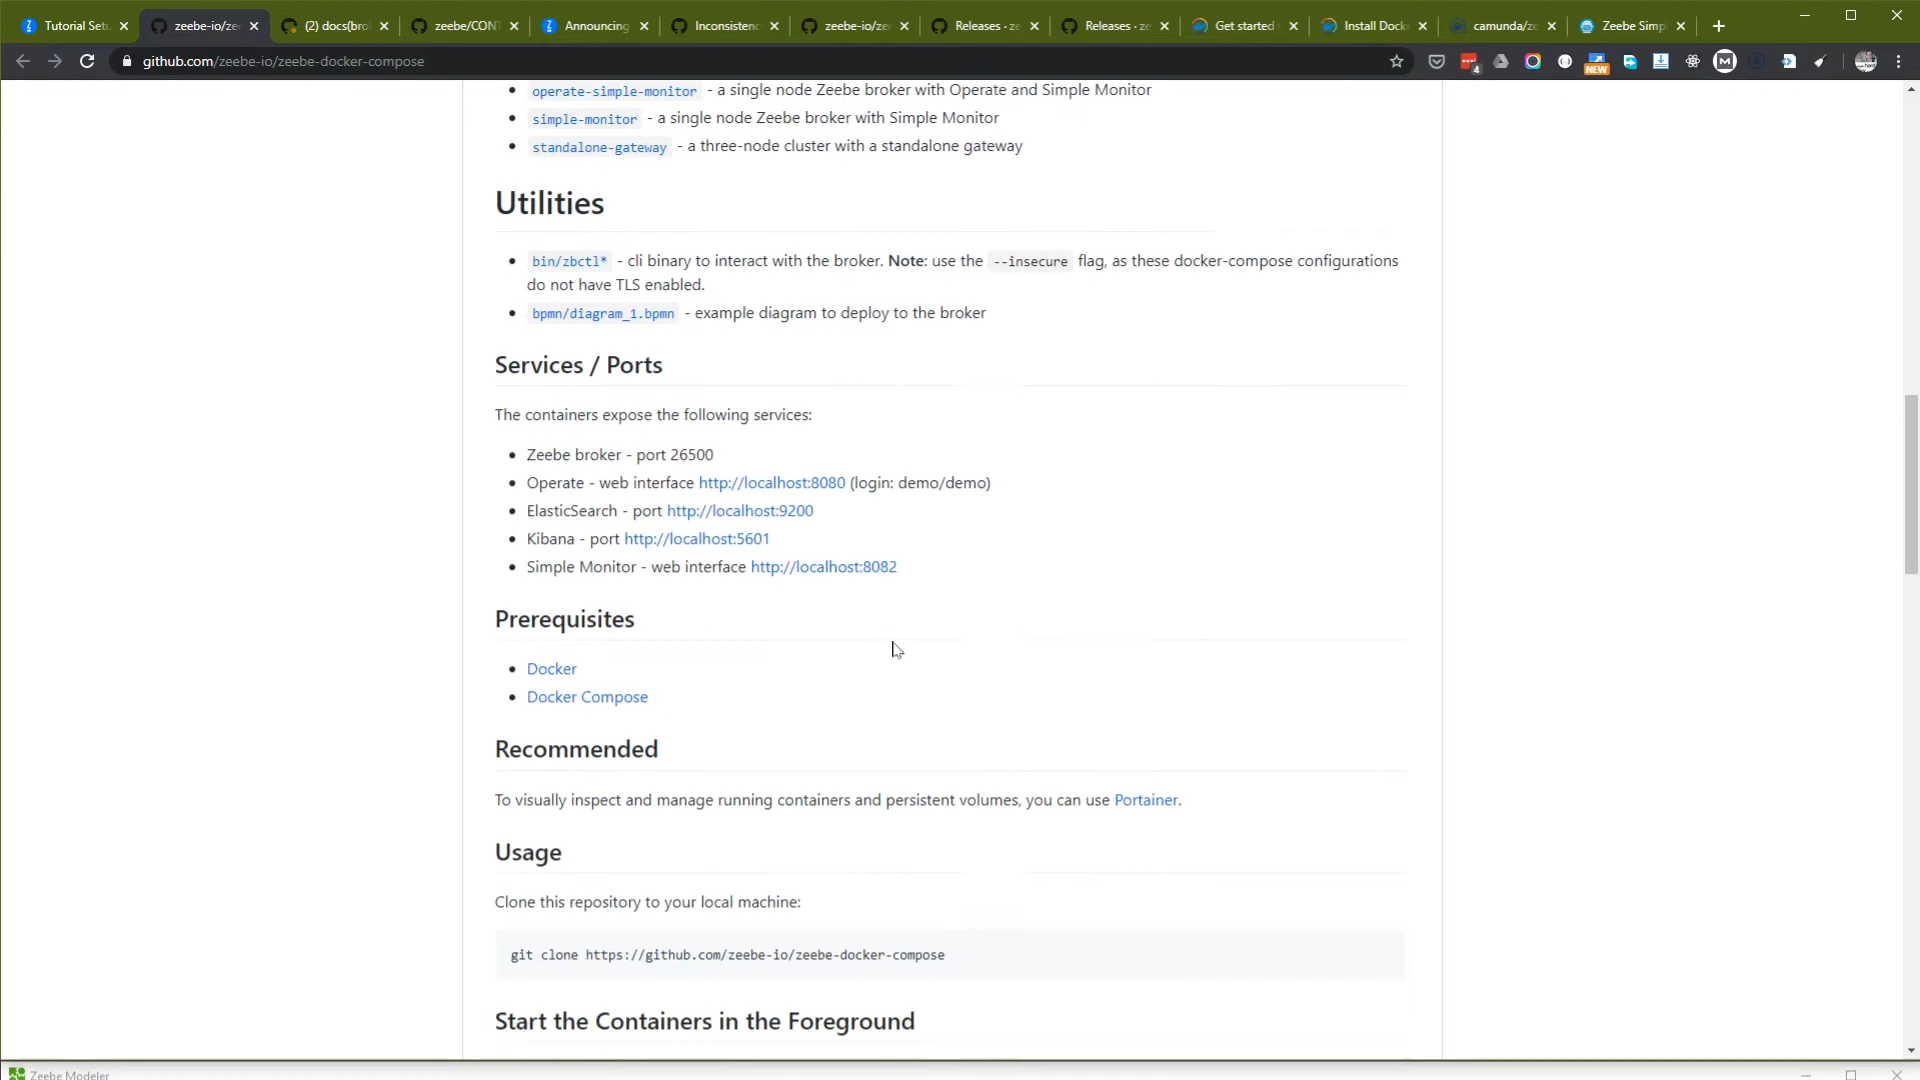 Tutorial Setu
zeebe-io/zee
(2) docs(brok
zeebe/CONT
Announcing
Inconsistenc
zeebe-io/zee
Releases · ze
Releases · ze
Get started
Install Docke
camunda/ze
Zeebe Simp
github.com/zeebe-io/zeebe-docker-compose
4
NEW
M
operate-simple-monitor - a single node Zeebe broker with Operate and Simple Monitor
simple-monitor - a single node Zeebe broker with Simple Monitor
standalone-gateway - a three-node cluster with a standalone gateway
Utilities
bin/zbctl* - cli binary to interact with the broker. Note: use the --insecure flag, as these docker-compose configurations
do not have TLS enabled.
bpmn/diagram_1.bpmn - example diagram to deploy to the broker
Services / Ports
The containers expose the following services:
Zeebe broker - port 26500
Operate - web interface http://localhost:8080 (login: demo/demo)
ElasticSearch - port http://localhost:9200
Kibana - port http://localhost:5601
Simple Monitor - web interface http://localhost:8082
Prerequisites
Docker
Docker Compose
Recommended
To visually inspect and manage running containers and persistent volumes, you can use Portainer.
Usage
Clone this repository to your local machine:
git clone https://github.com/zeebe-io/zeebe-docker-compose
Start the Containers in the Foreground
Zeebe Modeler